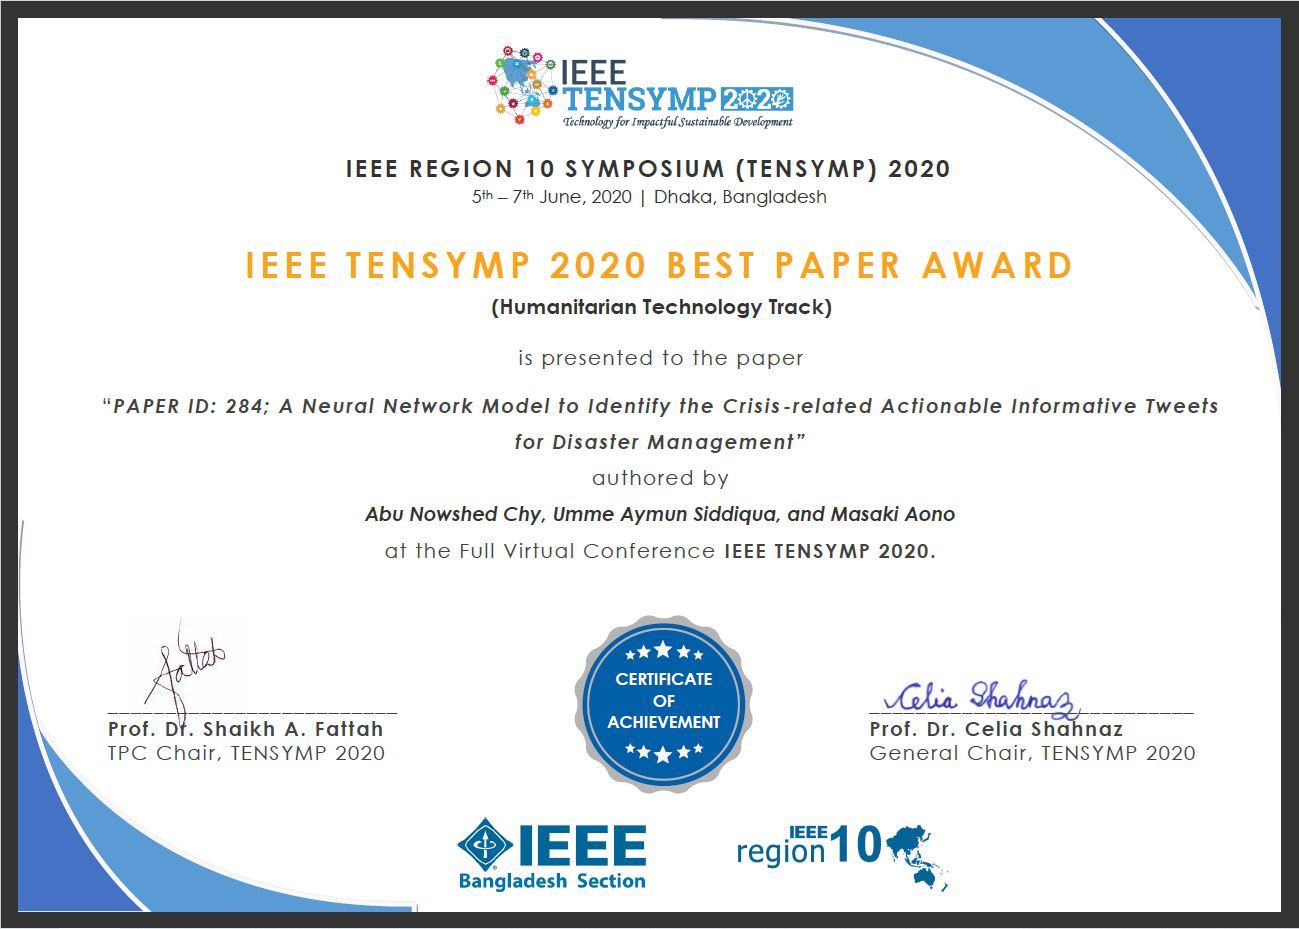 IEEE
TENSYMP 2020
Technology for Impactful Sustainable Development
IEEE REGION 10 SYMPOSIUM (TENSYMP) 2020
5th – 7th June, 2020 | Dhaka, Bangladesh
IEEE TENSYMP 2020 BEST PAPER AWARD
(Humanitarian Technology Track)
is presented to the paper
“PAPER ID: 284; A Neural Network Model to Identify the Crisis-related Actionable Informative Tweets
for Disaster Management”
authored by
Abu Nowshed Chy, Umme Aymun Siddiqua, and Masaki Aono
at the Full Virtual Conference IEEE TENSYMP 2020.
Fattah
Prof. Dr. Shaikh A. Fattah
TPC Chair, TENSYMP 2020
CERTIFICATE
OF
ACHIEVEMENT
Celia Shahnaz
Prof. Dr. Celia Shahnaz
General Chair, TENSYMP 2020
IEEE
Bangladesh Section
IEEE
region 10